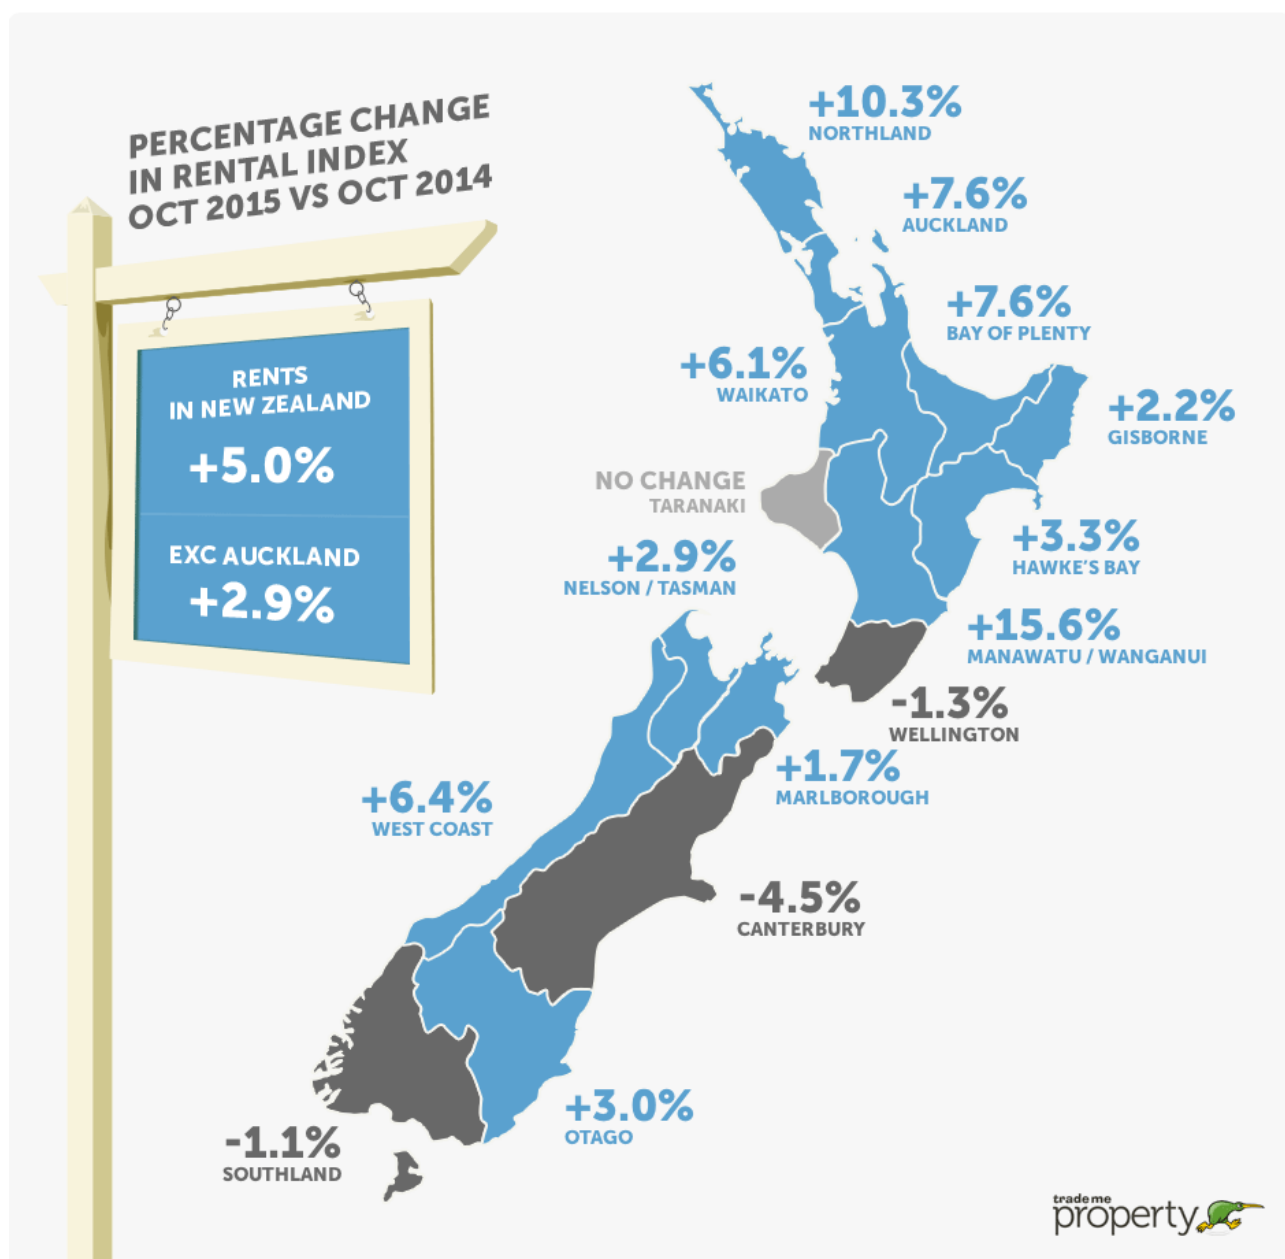 PERCENTAGE CHANGE
IN RENTAL INDEX
OCT 2015 VS OCT 2014
RENTS
IN NEW ZEALAND
+5.0%
EXC AUCKLAND
+2.9%
+10.3%
NORTHLAND
+7.6%
AUCKLAND
+7.6%
BAY OF PLENTY
+6.1%
WAIKATO
+2.2%
GISBORNE
NO CHANGE
TARANAKI
+3.3%
HAWKE'S BAY
+2.9%
NELSON / TASMAN
+15.6%
MANAWATU / WANGANUI
-1.3%
WELLINGTON
+1.7%
MARLBOROUGH
+6.4%
WEST COAST
-4.5%
CANTERBURY
+3.0%
OTAGO
-1.1%
SOUTHLAND
trade me
property